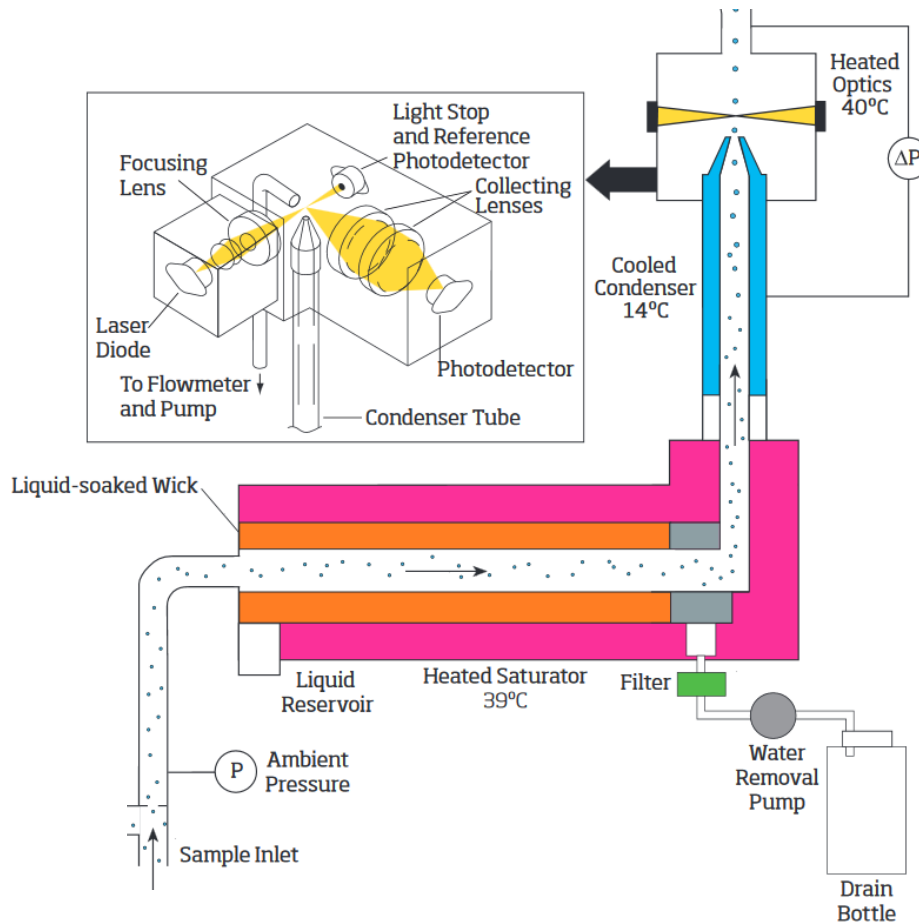 Heated
Optics
40°C
ΔP
Light Stop
and Reference
Photodetector
Focusing
Lens
Collecting
Lenses
Laser
Diode
To Flowmeter
and Pump
Photodetector
Condenser Tube
Cooled
Condenser
14°C
Liquid-soaked Wick
Liquid
Reservoir
Heated Saturator
39°C
Filter
P
Ambient
Pressure
Water
Removal
Pump
Sample Inlet
Drain
Bottle